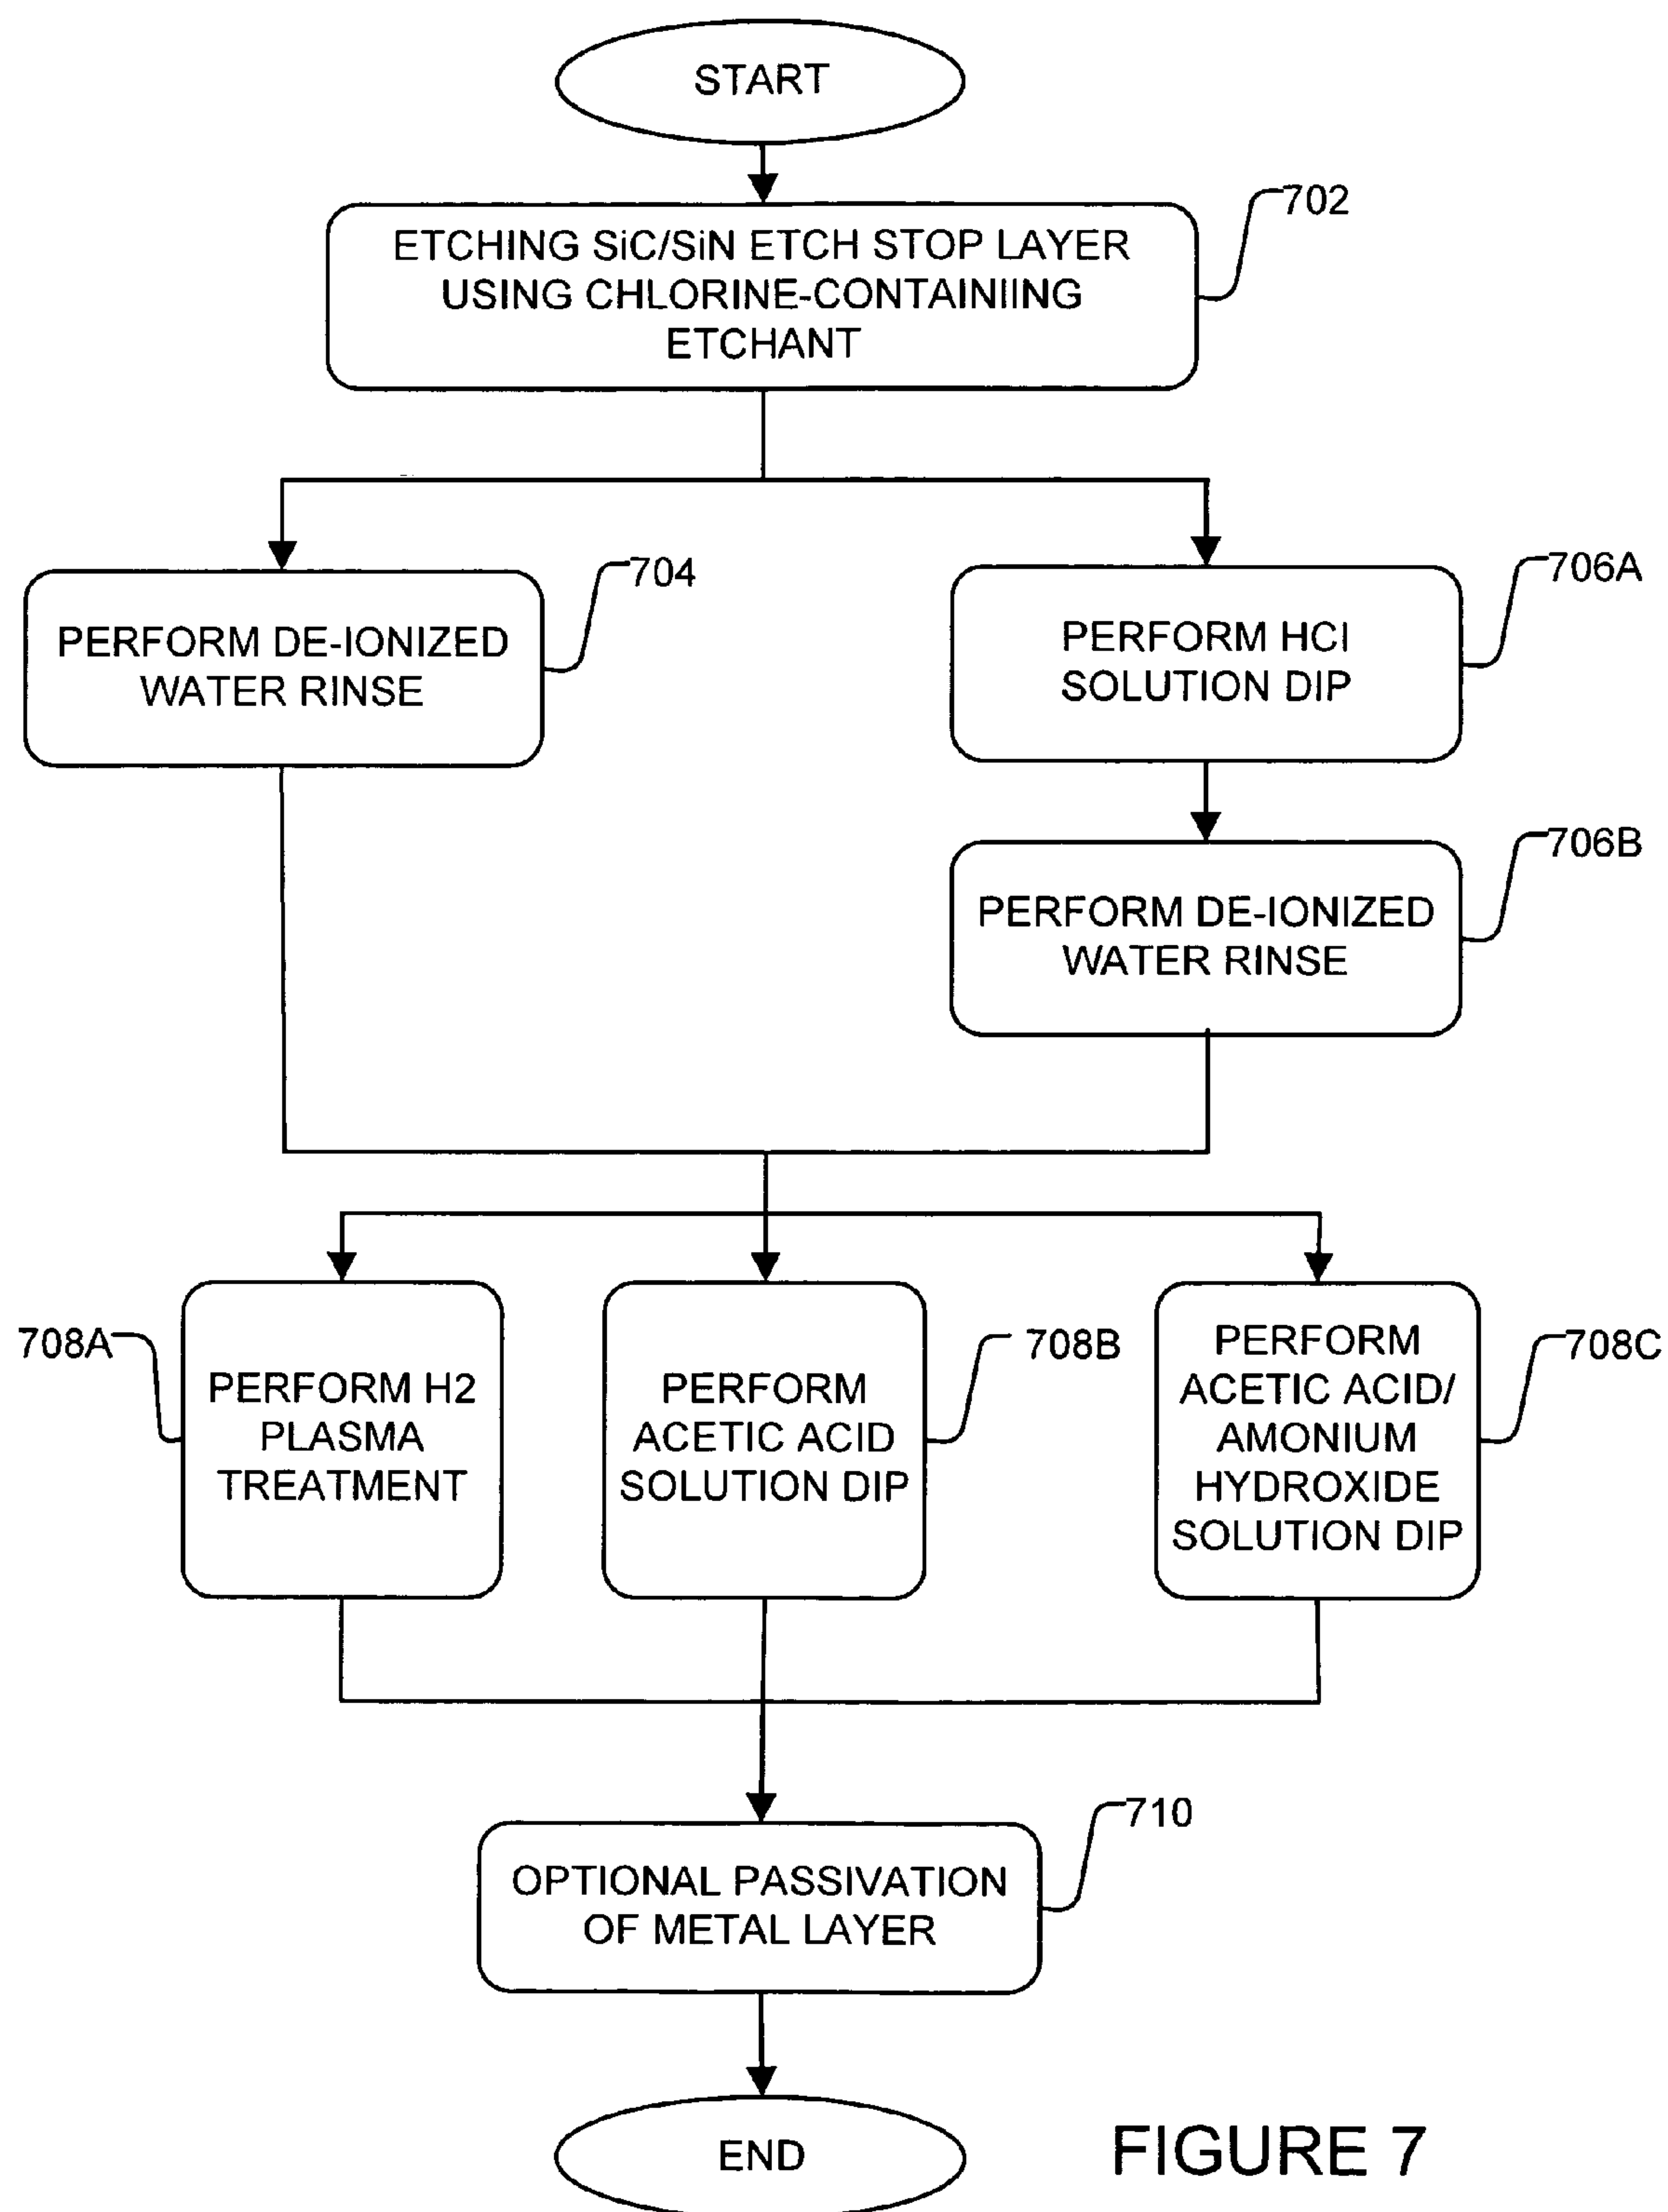 START
702
ETCHING SiC/SiN ETCH STOP LAYER
USING CHLORINE-CONTAINIING
ETCHANT
704
PERFORM DE-IONIZED
WATER RINSE
706A
PERFORM HCl
SOLUTION DIP
706B
PERFORM DE-IONIZED
WATER RINSE
708A
PERFORM H2
PLASMA
TREATMENT
708B
PERFORM
ACETIC ACID
SOLUTION DIP
708C
PERFORM
ACETIC ACID/
AMONIUM
HYDROXIDE
SOLUTION DIP
710
OPTIONAL PASSIVATION
OF METAL LAYER
END
FIGURE 7